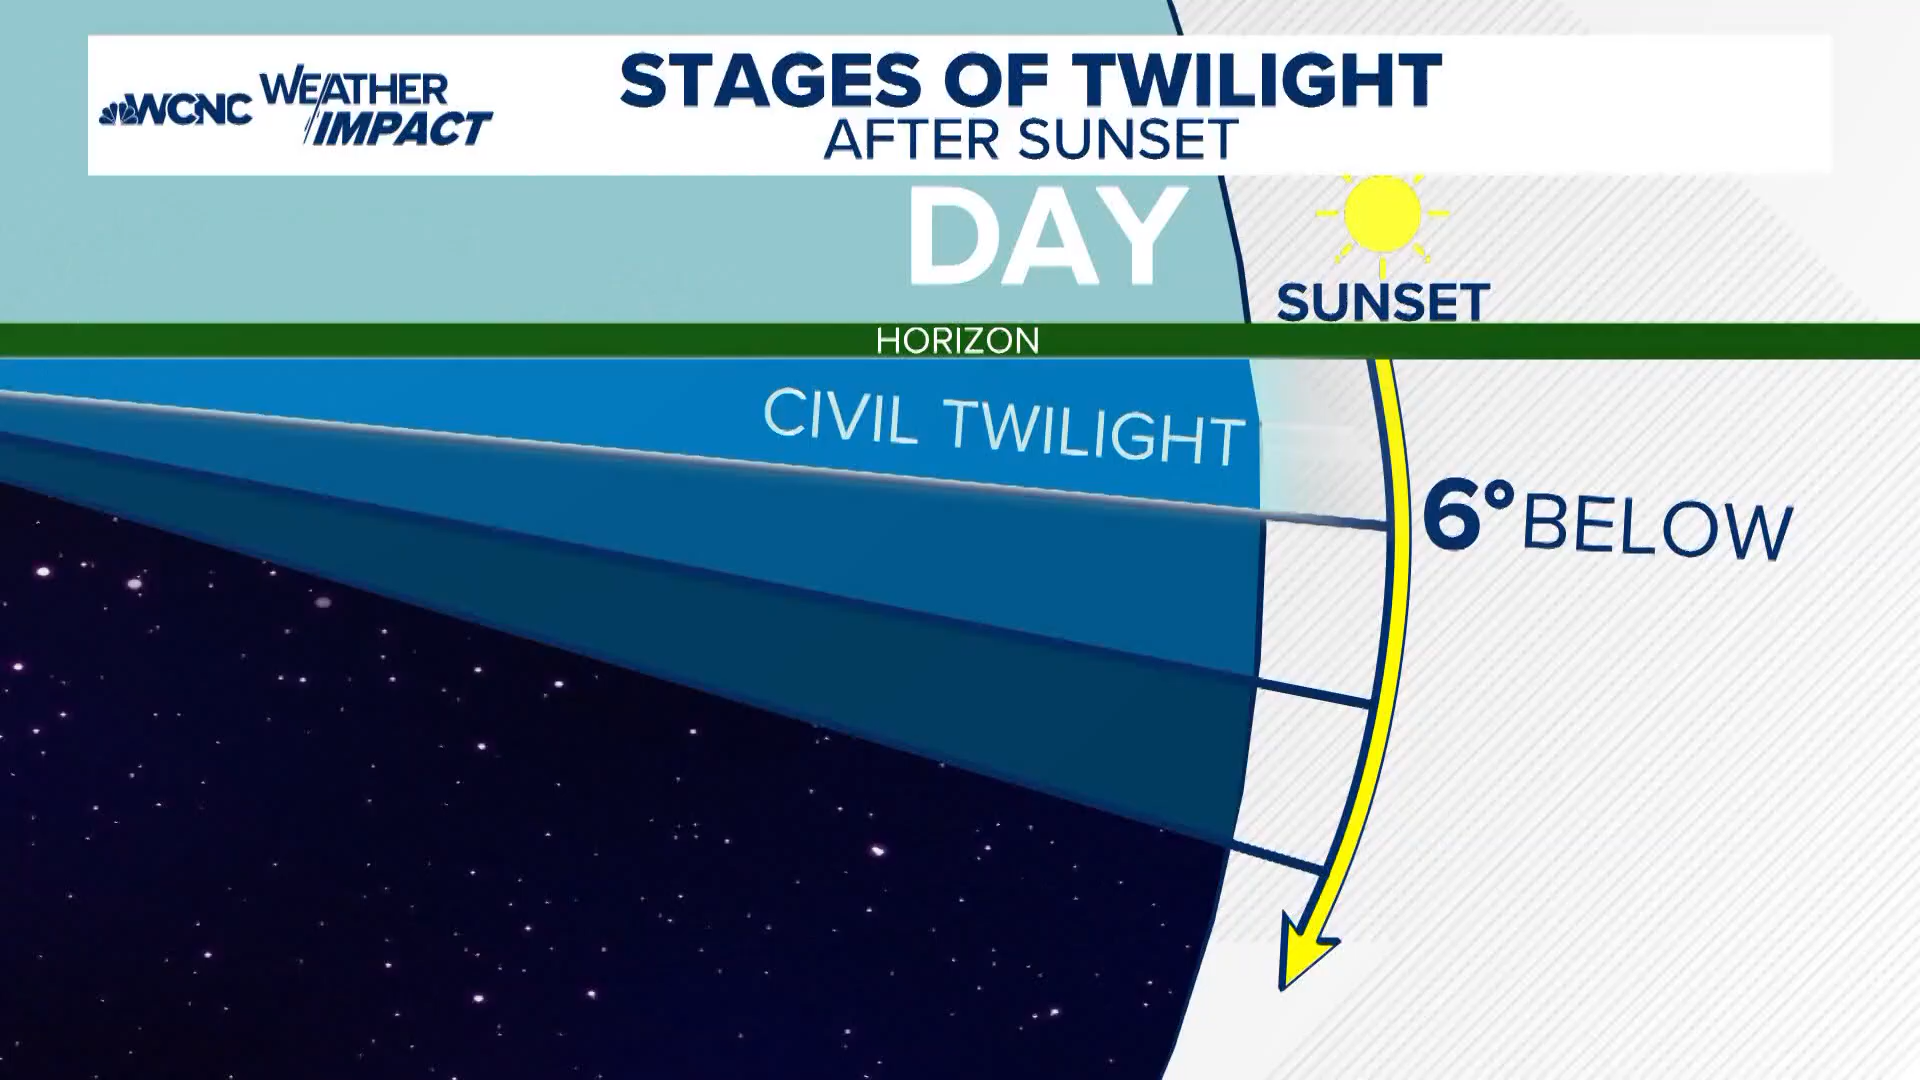 WCNC WEATHER
IMPACT
STAGES OF TWILIGHT
AFTER SUNSET
DAY
SUNSET
HORIZON
CIVIL TWILIGHT
6° BELOW